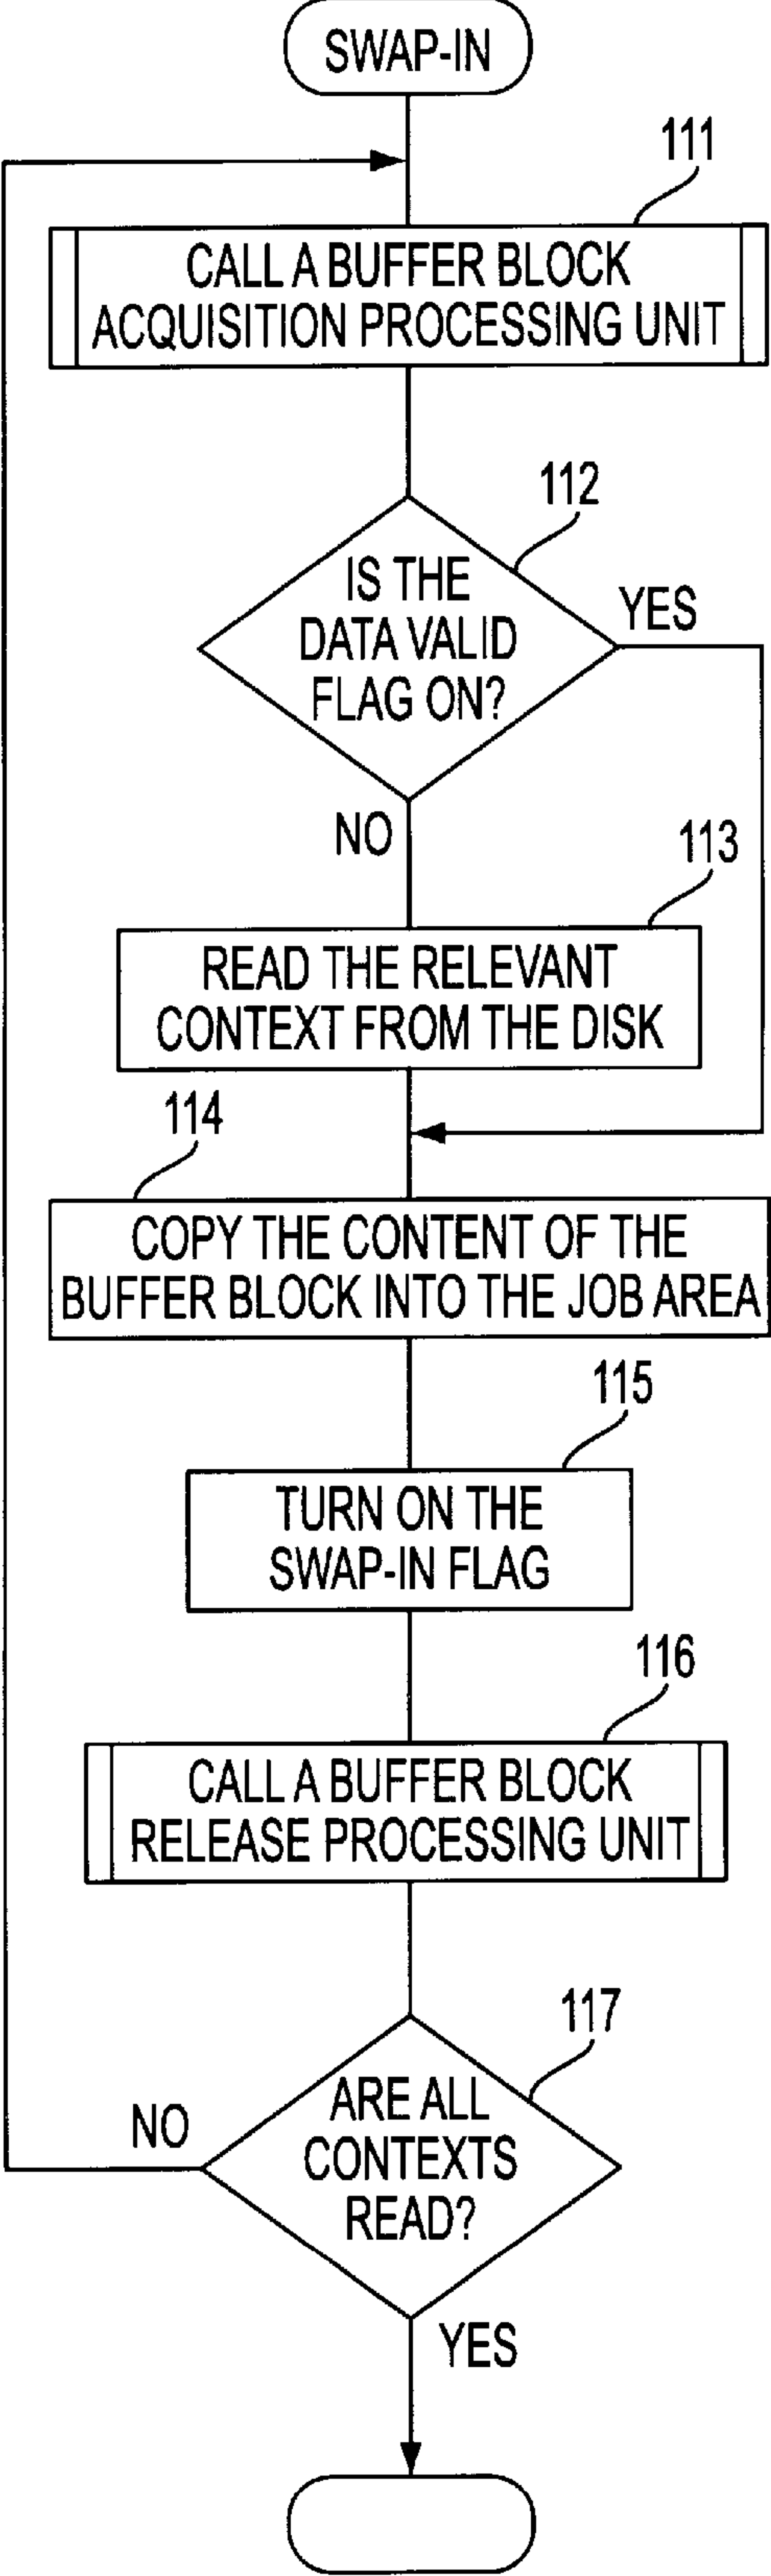 SWAP-IN
111
CALL A BUFFER BLOCK
ACQUISITION PROCESSING UNIT
112
IS THE
DATA VALID
FLAG ON?
YES
NO
113
READ THE RELEVANT
CONTEXT FROM THE DISK
114
COPY THE CONTENT OF THE
BUFFER BLOCK INTO THE JOB AREA
115
TURN ON THE
SWAP-IN FLAG
116
CALL A BUFFER BLOCK
RELEASE PROCESSING UNIT
117
ARE ALL
CONTEXTS
READ?
NO
YES